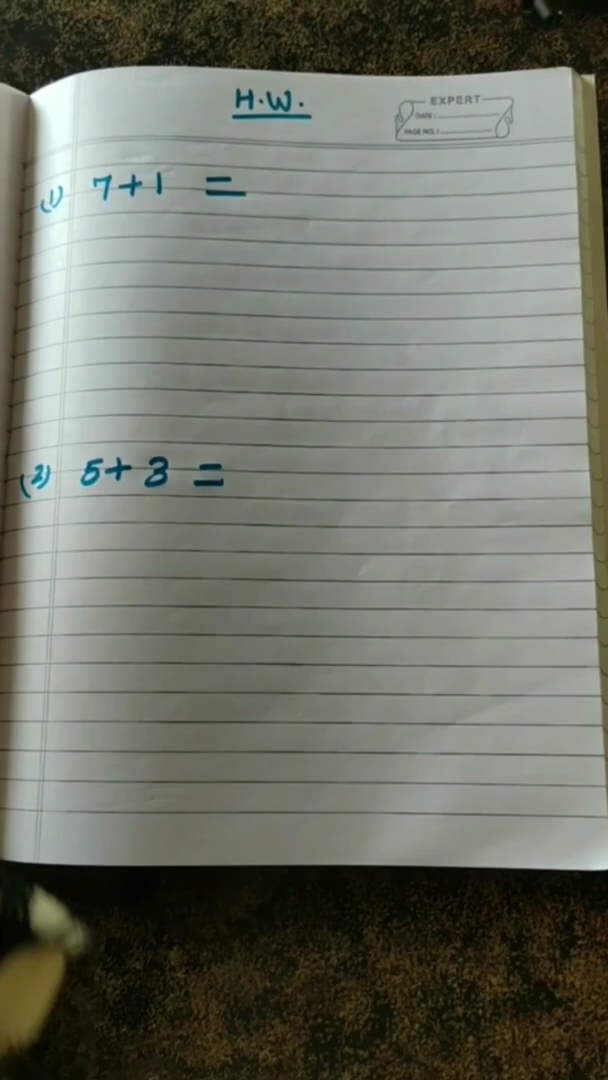 H.W.
EXPERT
DATE :
PAGE NO. :
(1) 7+1 =
(2) 5+3 =